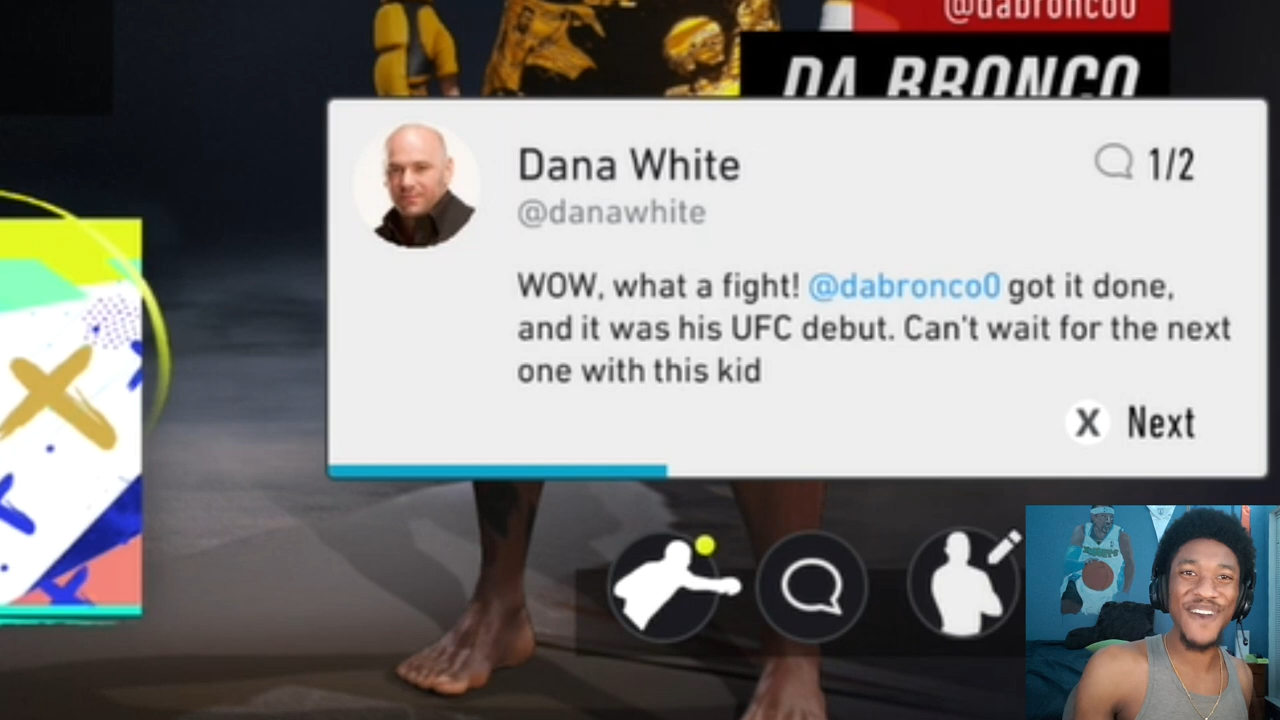 @dabronco0
DA BRONCO
Dana White
1/2
@danawhite
WOW, what a fight! @dabronco0 got it done,
and it was his UFC debut. Can't wait for the next
one with this kid
X Next